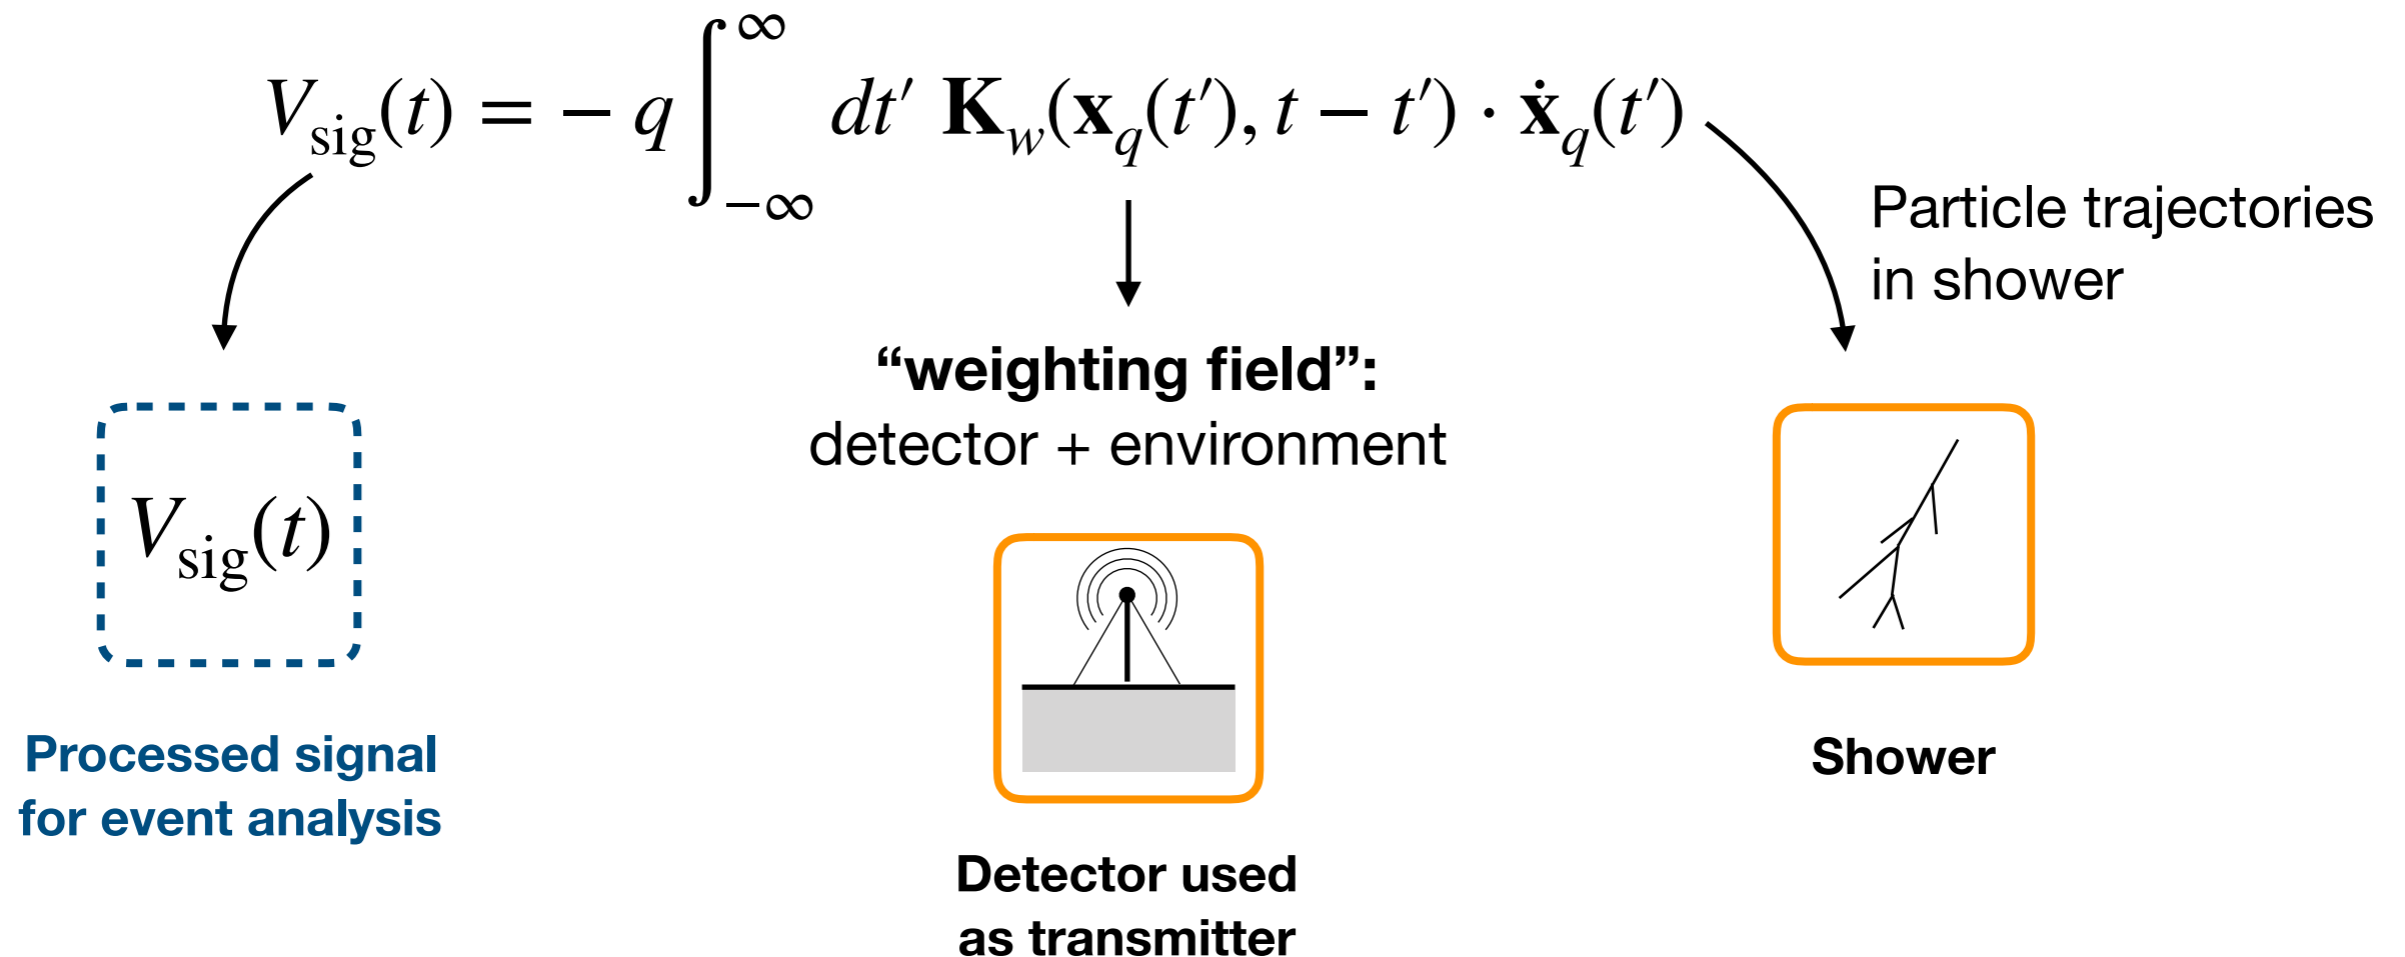 V_sig(t) = − q ∫_{−∞}^{∞} dt′ K_w(x_q(t′), t − t′) · ẋ_q(t′)
Particle trajectories
in shower
“weighting field”:
detector + environment
V_sig(t)
Processed signal
for event analysis
Detector used
as transmitter
Shower